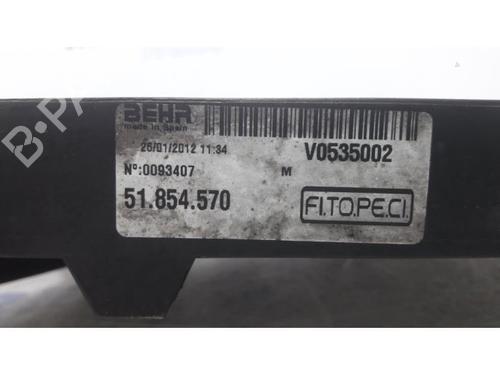 BEHR
made in Spain
26/01/2012 11:34
V0535002
Nº:0093407 M
51.854.570
FI.TO.PE.CI.
B-PA